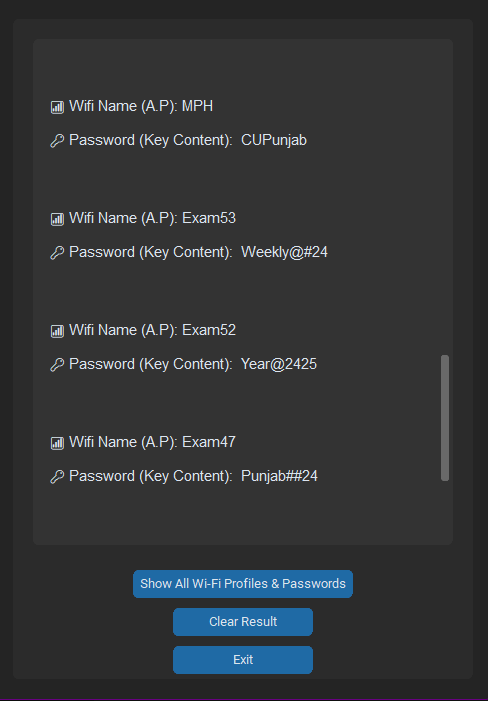 Wifi Name (A.P): MPH
Password (Key Content):  CUPunjab
Wifi Name (A.P): Exam53
Password (Key Content):  Weekly@#24
Wifi Name (A.P): Exam52
Password (Key Content):  Year@2425
Wifi Name (A.P): Exam47
Password (Key Content):  Punjab##24
Show All Wi-Fi Profiles & Passwords
Clear Result
Exit